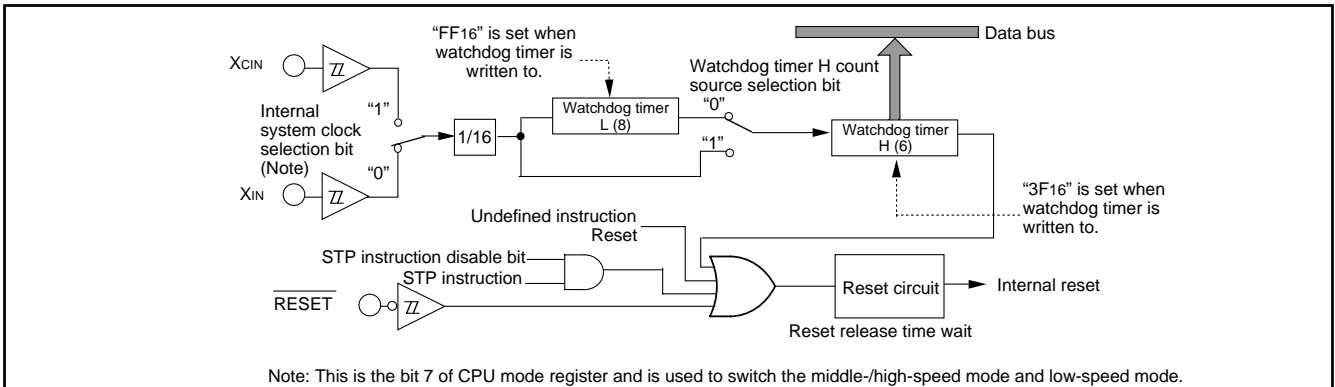 “FF16” is set when
watchdog timer is
written to.
Data bus
XCIN
Watchdog timer H count
source selection bit
“1”
Internal
system clock
selection bit
(Note)
“0”
Watchdog timer
L (8)
“0”
1/16
“1”
Watchdog timer
H (6)
XIN
“3F16” is set when
watchdog timer is
written to.
Undefined instruction
Reset
STP instruction disable bit
STP instruction
RESET
Reset circuit
Internal reset
Reset release time wait
Note: This is the bit 7 of CPU mode register and is used to switch the middle-/high-speed mode and low-speed mode.